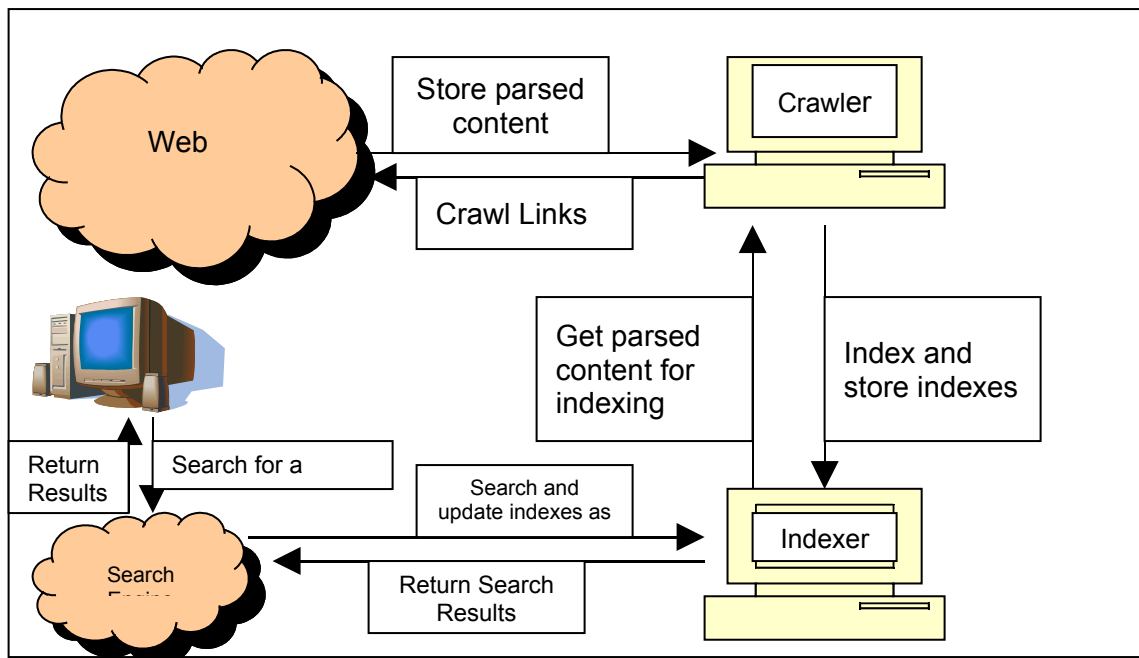 Store parsed
content
Crawler
Web
Crawl Links
Get parsed
content for
indexing
Index and
store indexes
Return
Results
Search for a
Search and
update indexes as
Indexer
Return Search
Results
Search